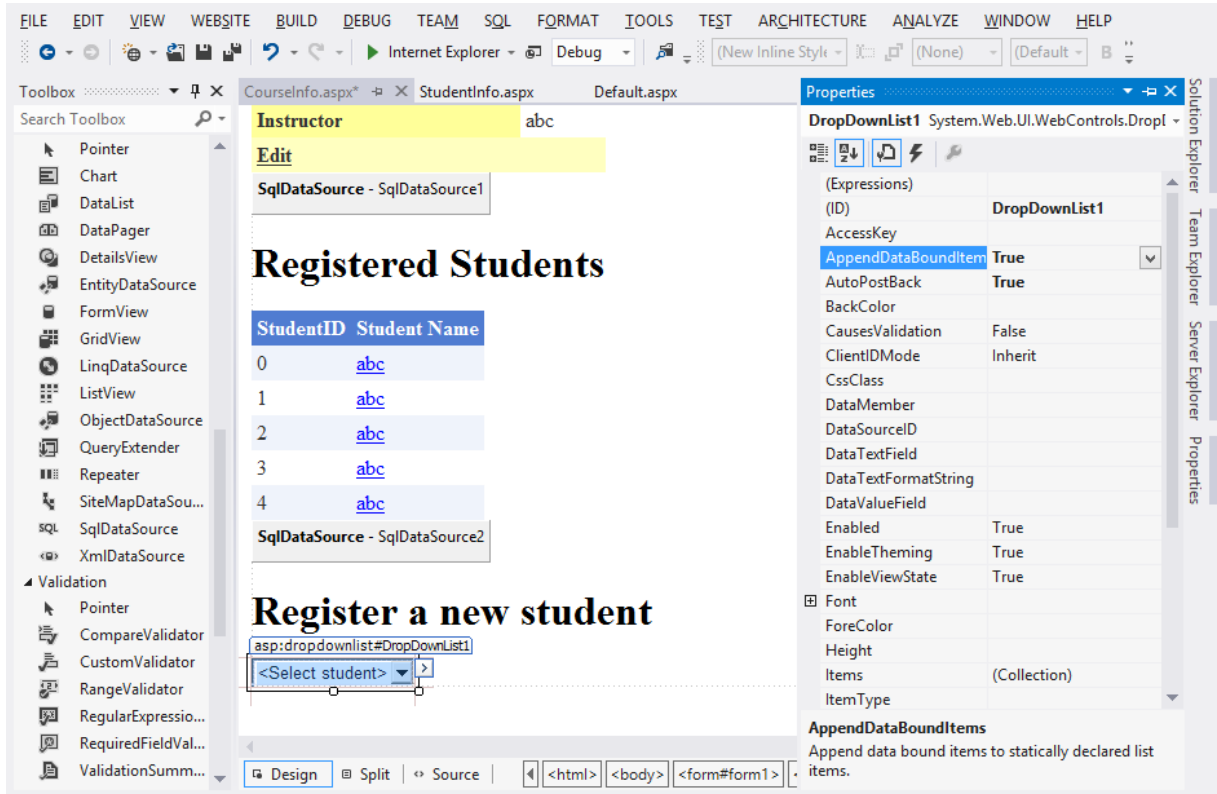 FILE EDIT VIEW WEBSITE BUILD DEBUG TEAM SQL FORMAT TOOLS TEST ARCHITECTURE ANALYZE WINDOW HELP
Internet Explorer Debug (New Inline Style (None) (Default B
Toolbox
Search Toolbox
Pointer
Chart
DataList
DataPager
DetailsView
EntityDataSource
FormView
GridView
LinqDataSource
ListView
ObjectDataSource
QueryExtender
Repeater
SiteMapDataSou...
SQL SqlDataSource
XmlDataSource
Validation
Pointer
CompareValidator
CustomValidator
RangeValidator
RegularExpressio...
RequiredFieldVal...
ValidationSumm...
CourseInfo.aspx* StudentInfo.aspx Default.aspx
Instructor abc
Edit
SqlDataSource - SqlDataSource1
Registered Students
StudentID Student Name
0 abc
1 abc
2 abc
3 abc
4 abc
SqlDataSource - SqlDataSource2
Register a new student
asp:dropdownlist#DropDownList1
<Select student>
Design Split Source <html> <body> <form#form1>
Properties
DropDownList1 System.Web.UI.WebControls.Dropl
(Expressions)
(ID) DropDownList1
AccessKey
AppendDataBoundItem True
AutoPostBack True
BackColor
CausesValidation False
ClientIDMode Inherit
CssClass
DataMember
DataSourceID
DataTextField
DataTextFormatString
DataValueField
Enabled True
EnableTheming True
EnableViewState True
Font
ForeColor
Height
Items (Collection)
ItemType
AppendDataBoundItems
Append data bound items to statically declared list
items.
Solution Explorer
Team Explorer
Server Explorer
Properties